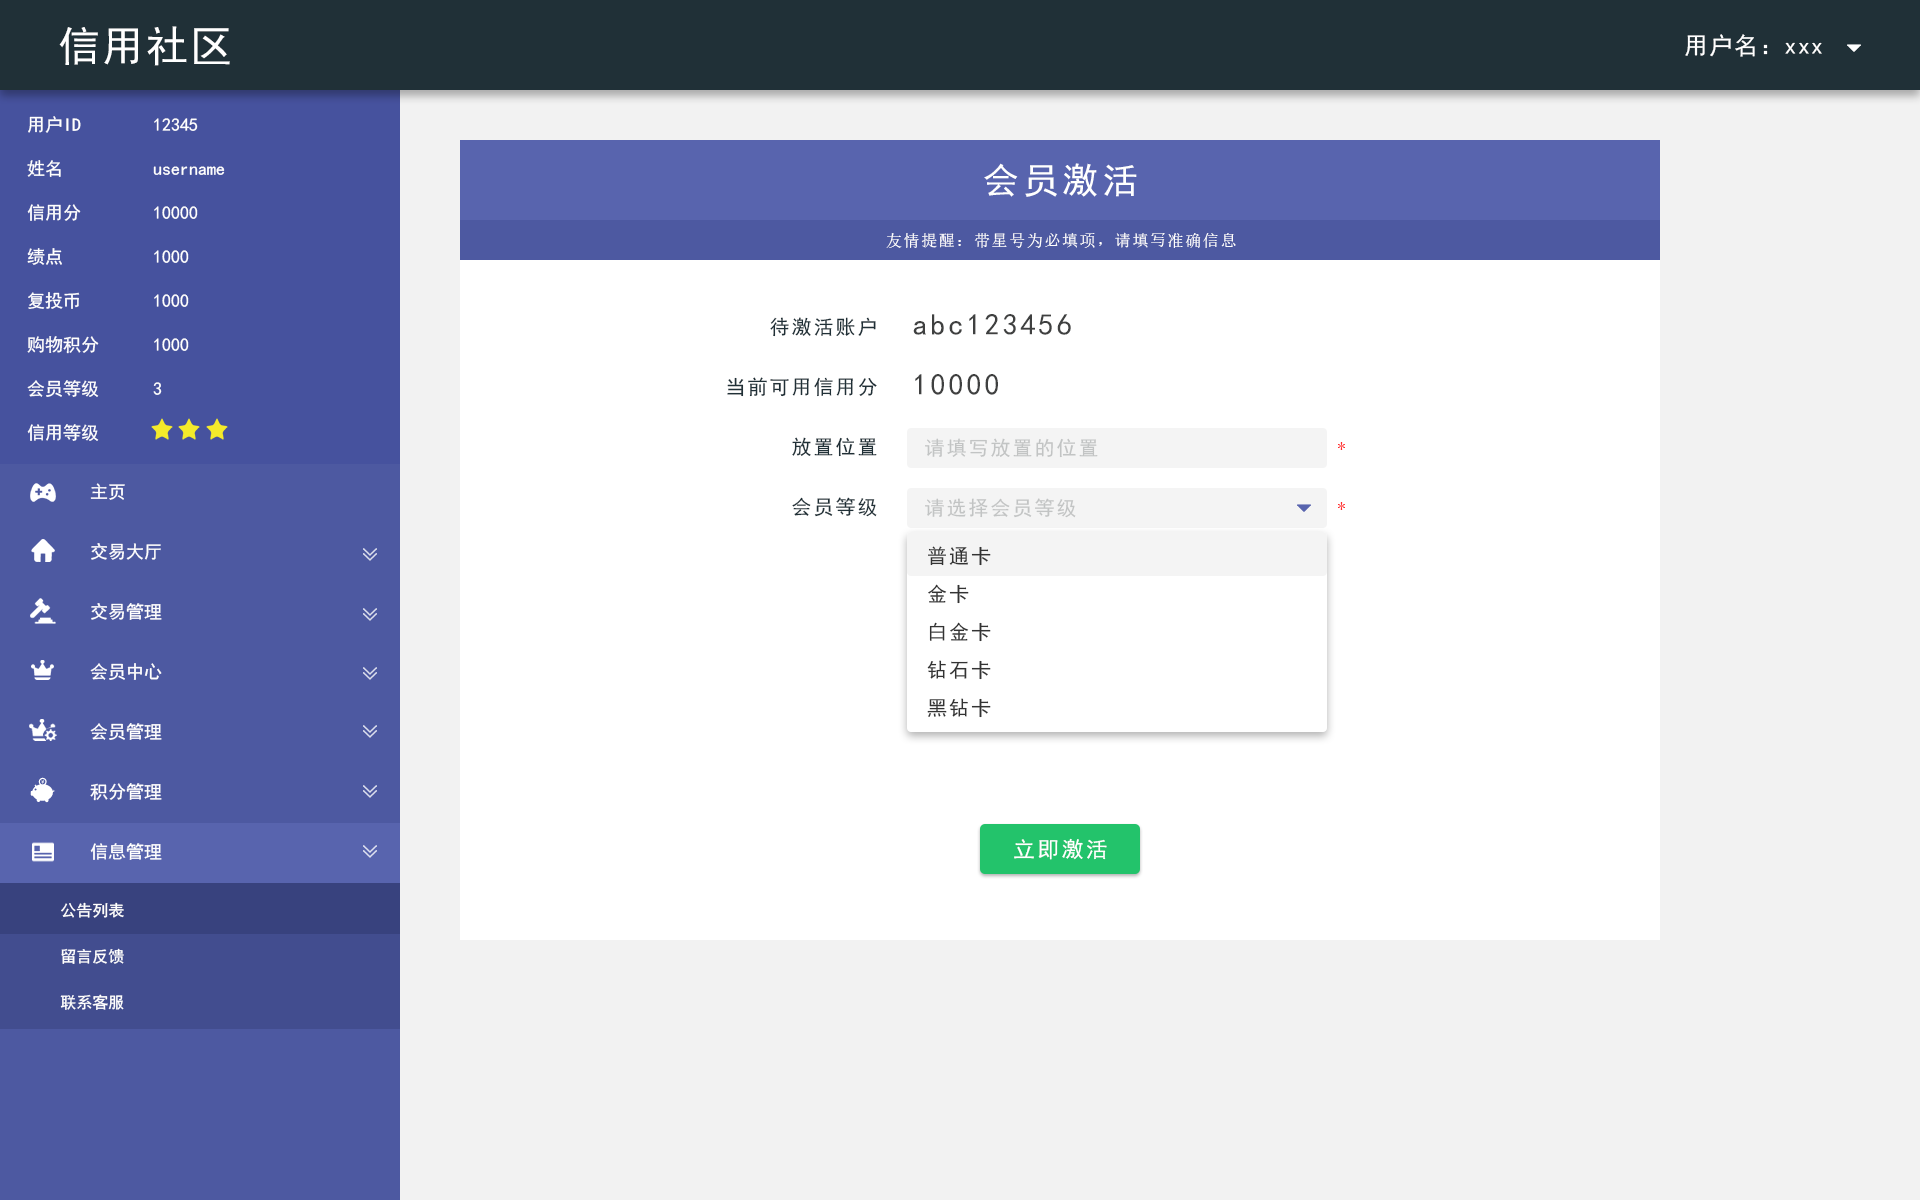 信用社区
用户名：xxx
用户ID 12345
姓名 username
信用分 10000
绩点 1000
复投币 1000
购物积分 1000
会员等级 3
信用等级
主页
交易大厅
交易管理
会员中心
会员管理
积分管理
信息管理
公告列表
留言反馈
联系客服
会员激活
友情提醒：带星号为必填项，请填写准确信息
待激活账户 abc123456
当前可用信用分 10000
放置位置 请填写放置的位置 *
会员等级 请选择会员等级 *
普通卡
金卡
白金卡
钻石卡
黑钻卡
立即激活